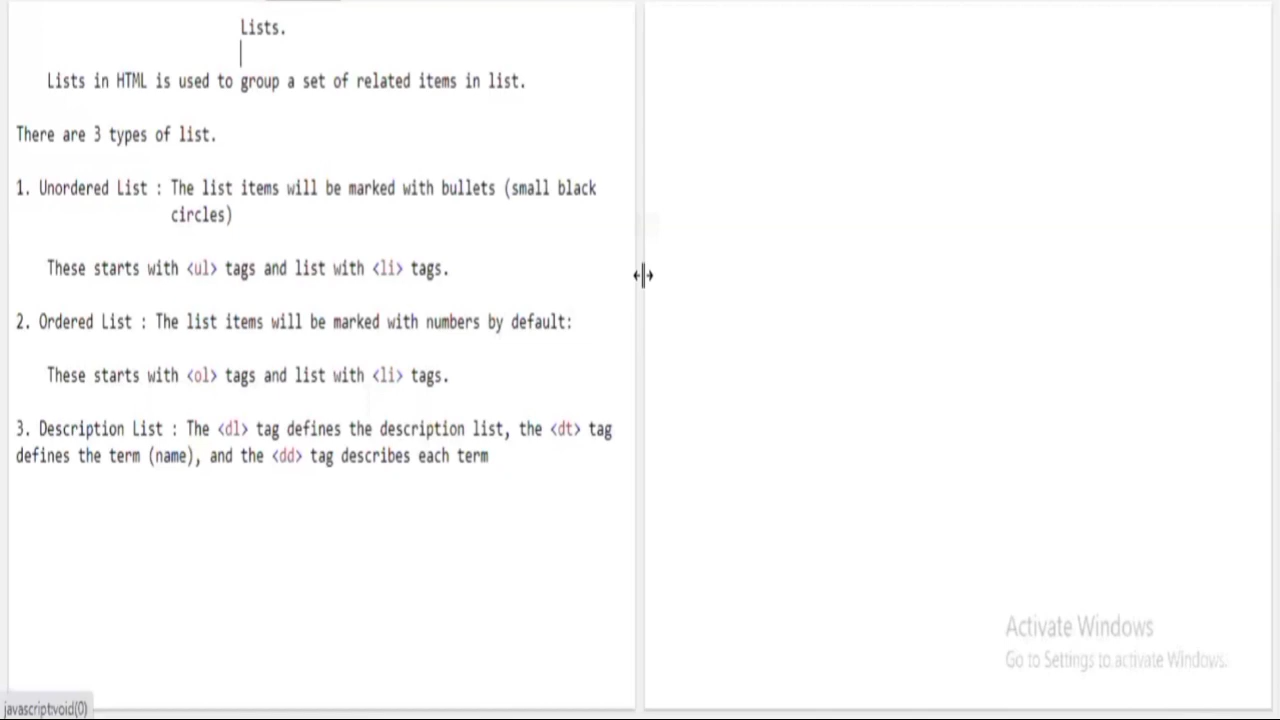 Lists.
Lists in HTML is used to group a set of related items in list.
There are 3 types of list.
1. Unordered List : The list items will be marked with bullets (small black
circles)
These starts with <ul> tags and list with <li> tags.
2. Ordered List : The list items will be marked with numbers by default:
These starts with <ol> tags and list with <li> tags.
3. Description List : The <dl> tag defines the description list, the <dt> tag
defines the term (name), and the <dd> tag describes each term
Activate Windows
Go to Settings to activate Windows.
javascript:void(0)